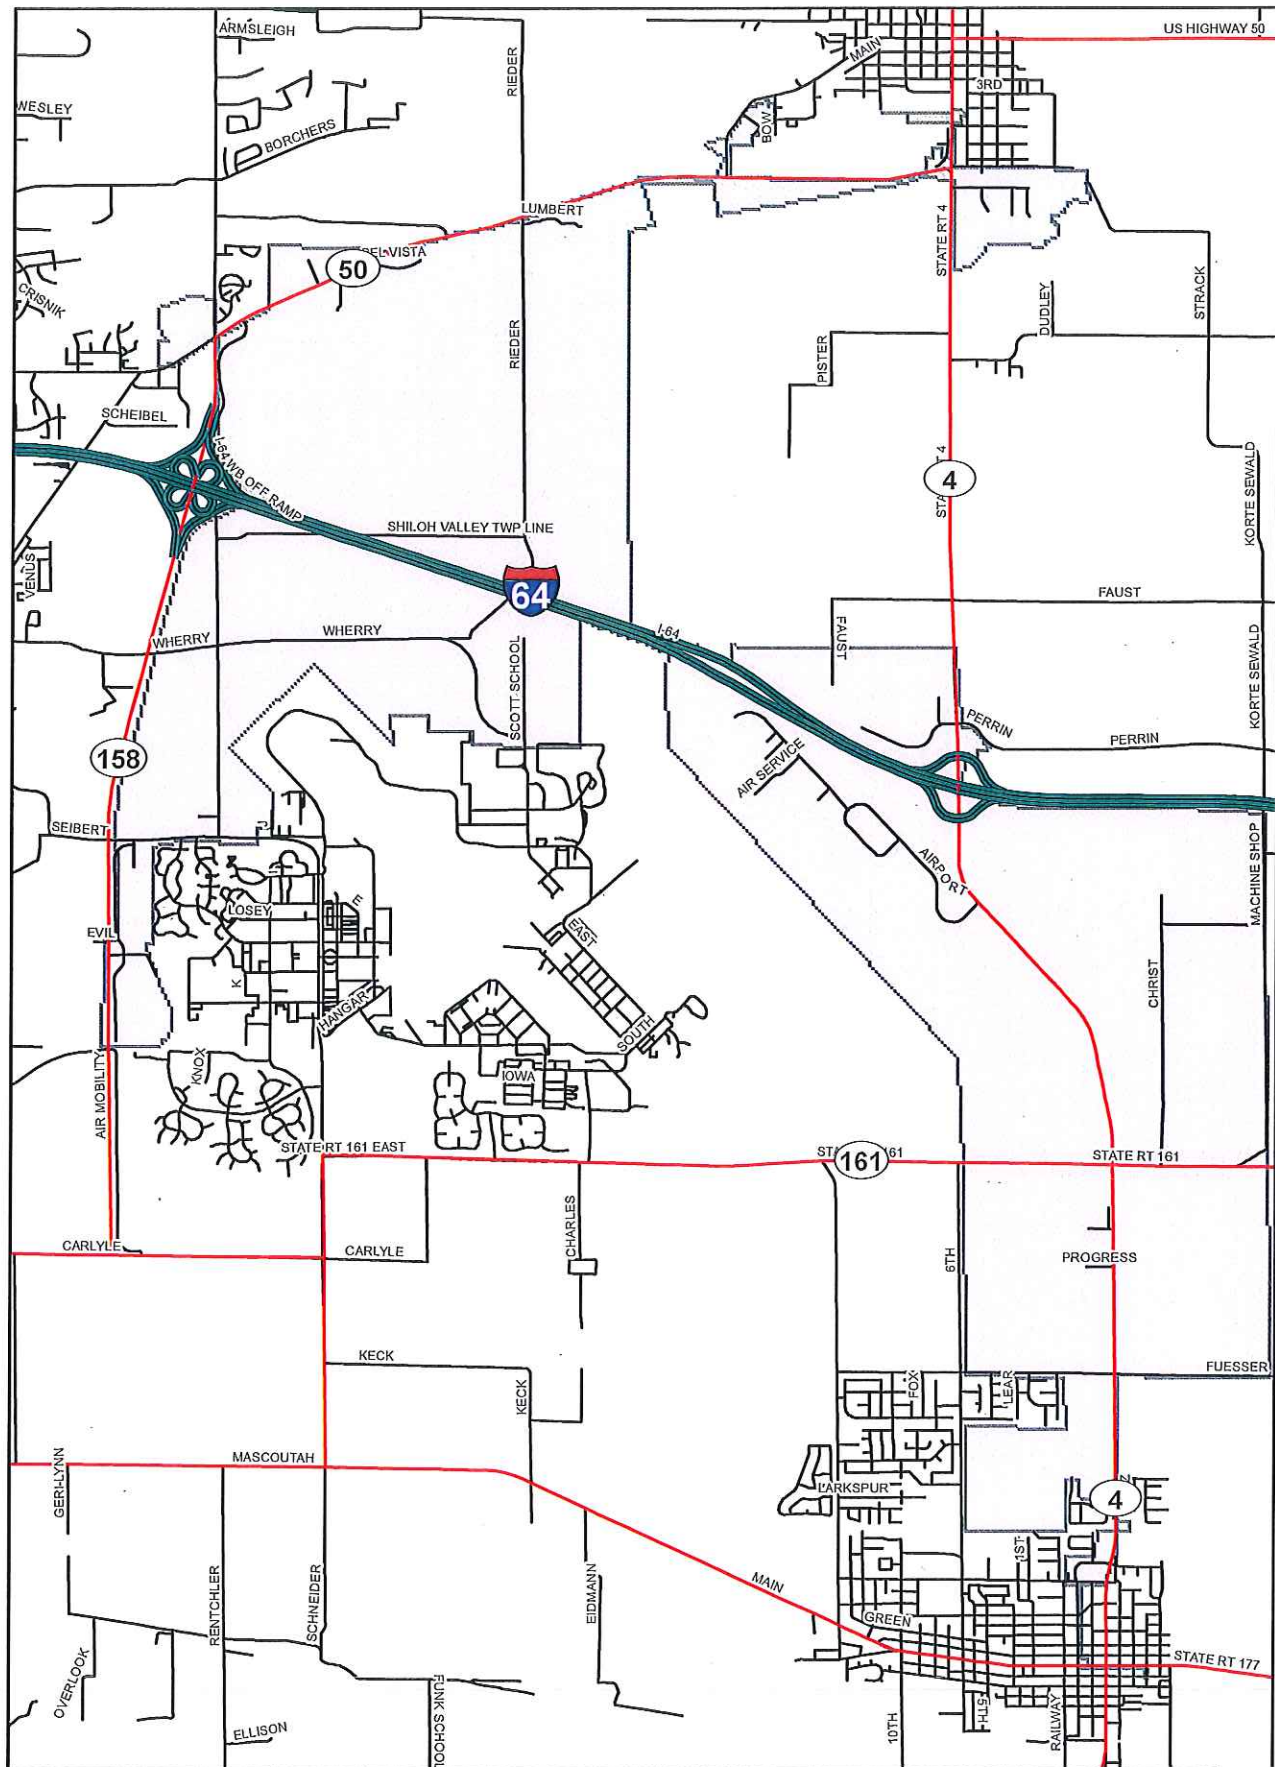 ARMSLEIGH
RIEDER
US HIGHWAY 50
MAIN
3RD
WESLEY
BORCHERS
BOW
LUMBERT
STATE RT 4
BEL VISTA
50
CRISNIK
STRACK
DUDLEY
RIEDER
PISTER
SCHEIBEL
I-64 WB OFF RAMP
4
KORTE SEWALD
SHILOH VALLEY TWP LINE
VENUS
64
FAUST
I-64
FAUST
WHERRY
WHERRY
SCOTT SCHOOL
KORTE SEWALD
PERRIN
PERRIN
158
AIR SERVICE
SEIBERT
J
AIRPORT
MACHINE SHOP
LOSEY
E
EVIL
EAST
K
CHRIST
HANGAR
SOUTH
KNOX
IOWA
AIR MOBILITY
STATE RT 161 EAST
161
STATE RT 161
CHARLES
CARLYLE
CARLYLE
6TH
PROGRESS
KECK
FUESSER
KECK
FOX
LEAR
MASCOUTAH
GERI-LYNN
LARKSPUR
4
1ST
MAIN
EIDMANN
RENTCHLER
SCHNEIDER
GREEN
STATE RT 177
OVERLOOK
FUNK SCHOOL
5TH
10TH
RAILWAY
ELLISON